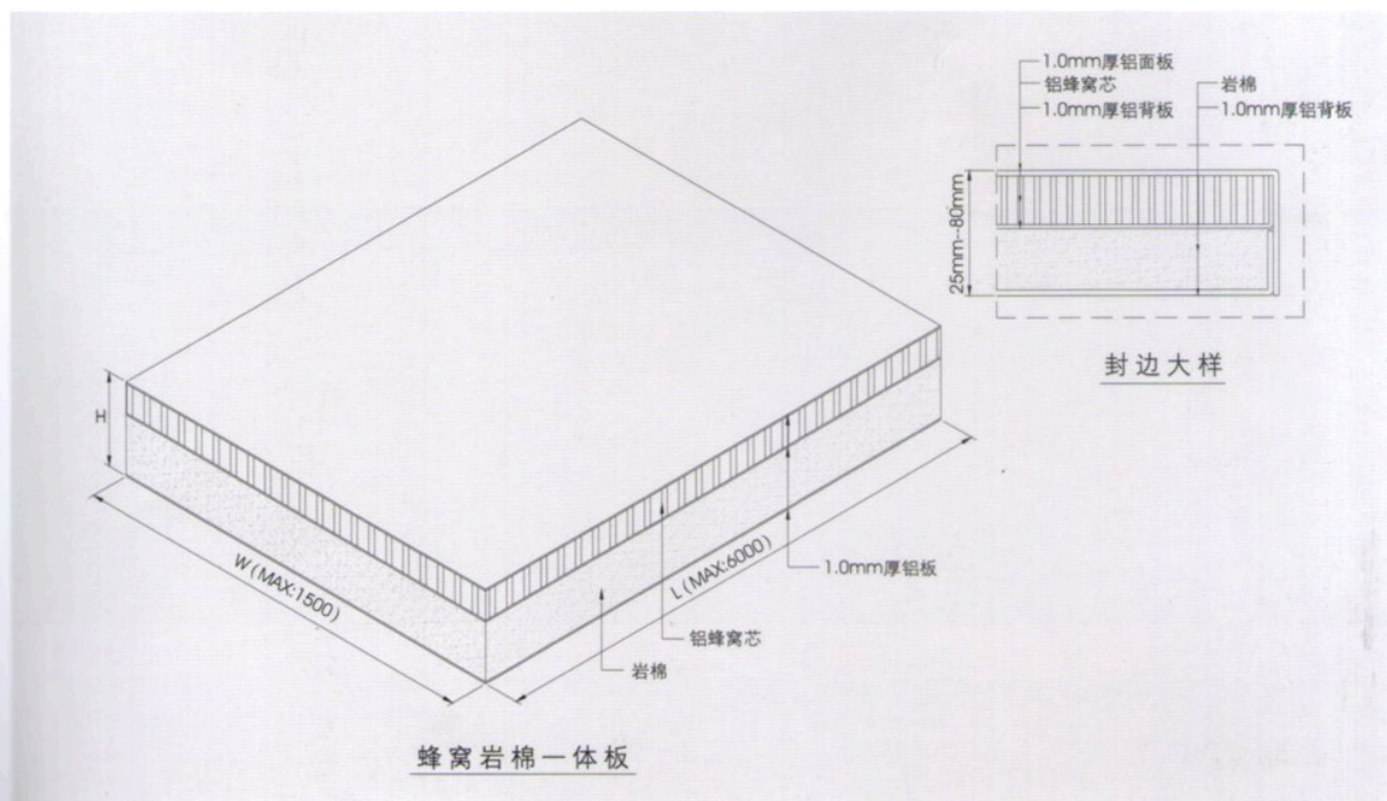 1.0mm厚铝面板
铝蜂窝芯
1.0mm厚铝背板
岩棉
1.0mm厚铝背板
25mm--80mm
封边大样
H
W(MAX:1500)
L(MAX:6000)
1.0mm厚铝板
铝蜂窝芯
岩棉
蜂窝岩棉一体板